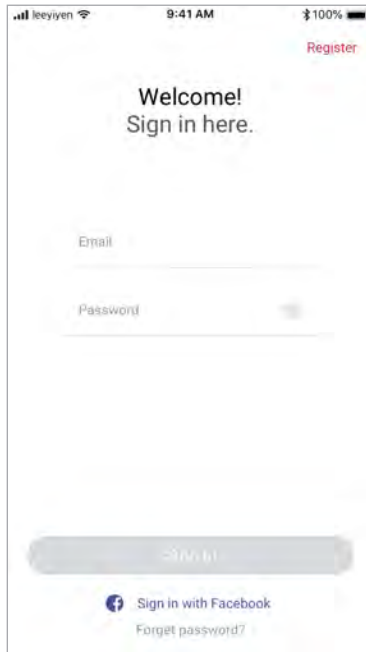 leeyiyen 9:41 AM 100%
Register
Welcome!
Sign in here.
Email
Password
Sign in with Facebook
Forget password?